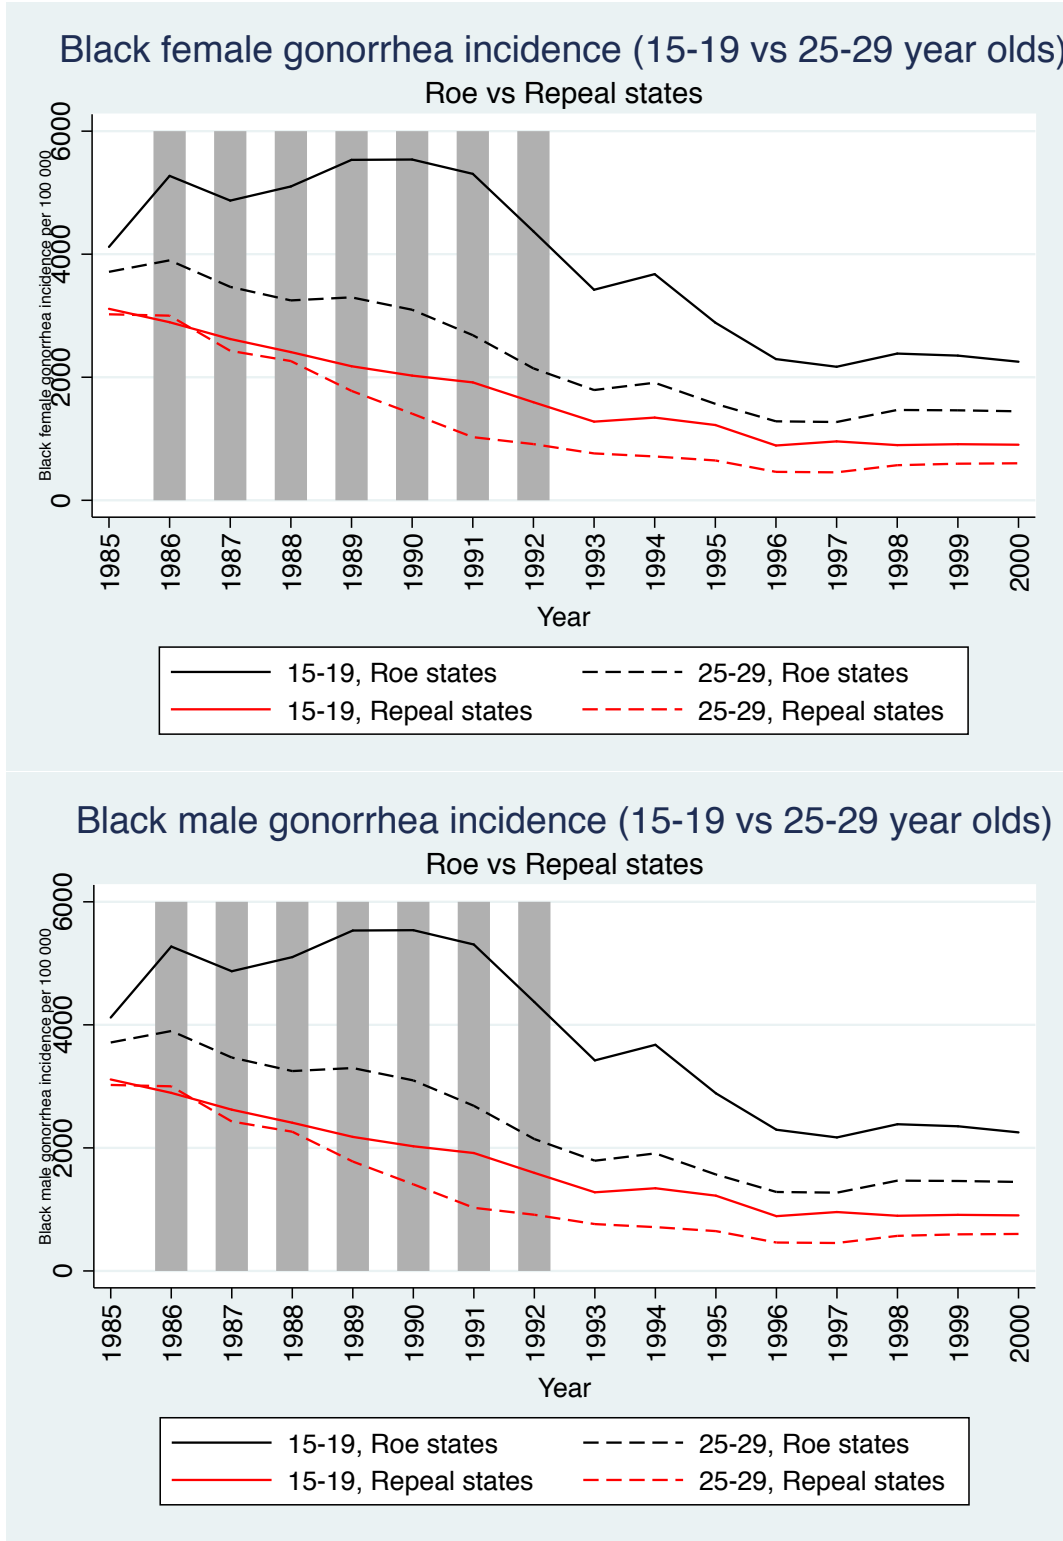 Black female gonorrhea incidence (15-19 vs 25-29 year olds)
Roe vs Repeal states
Black female gonorrhea incidence per 100 000
6000
4000
2000
0
1985 1986 1987 1988 1989 1990 1991 1992 1993 1994 1995 1996 1997 1998 1999 2000
Year
15-19, Roe states 25-29, Roe states
15-19, Repeal states 25-29, Repeal states
Black male gonorrhea incidence (15-19 vs 25-29 year olds)
Roe vs Repeal states
Black male gonorrhea incidence per 100 000
6000
4000
2000
0
1985 1986 1987 1988 1989 1990 1991 1992 1993 1994 1995 1996 1997 1998 1999 2000
Year
15-19, Roe states 25-29, Roe states
15-19, Repeal states 25-29, Repeal states